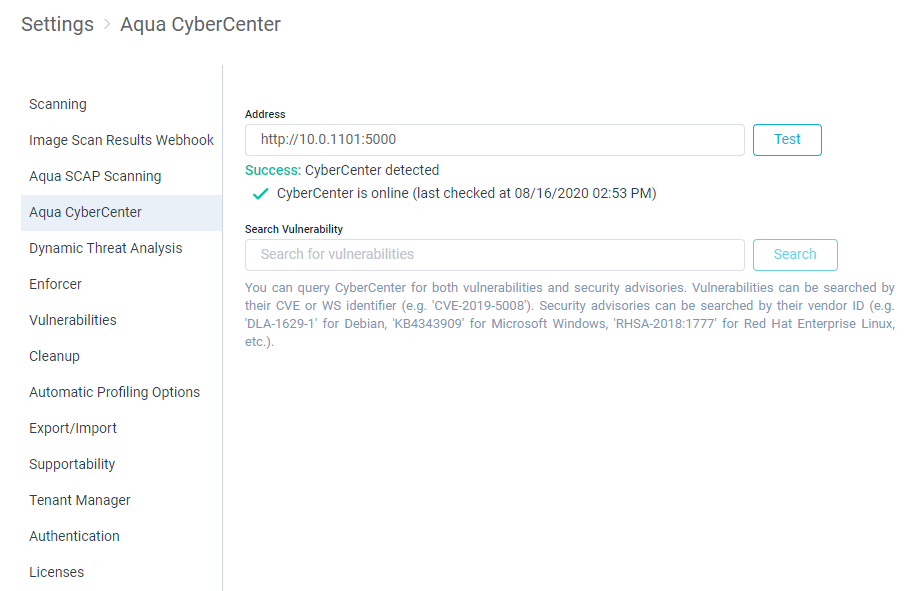 Settings > Aqua CyberCenter
Scanning
Image Scan Results Webhook
Aqua SCAP Scanning
Aqua CyberCenter
Dynamic Threat Analysis
Enforcer
Vulnerabilities
Cleanup
Automatic Profiling Options
Export/Import
Supportability
Tenant Manager
Authentication
Licenses
Address
http://10.0.1101:5000
Test
Success: CyberCenter detected
CyberCenter is online (last checked at 08/16/2020 02:53 PM)
Search Vulnerability
Search for vulnerabilities
Search
You can query CyberCenter for both vulnerabilities and security advisories. Vulnerabilities can be searched by
their CVE or WS identifier (e.g. 'CVE-2019-5008'). Security advisories can be searched by their vendor ID (e.g.
'DLA-1629-1' for Debian, 'KB4343909' for Microsoft Windows, 'RHSA-2018:1777' for Red Hat Enterprise Linux,
etc.).